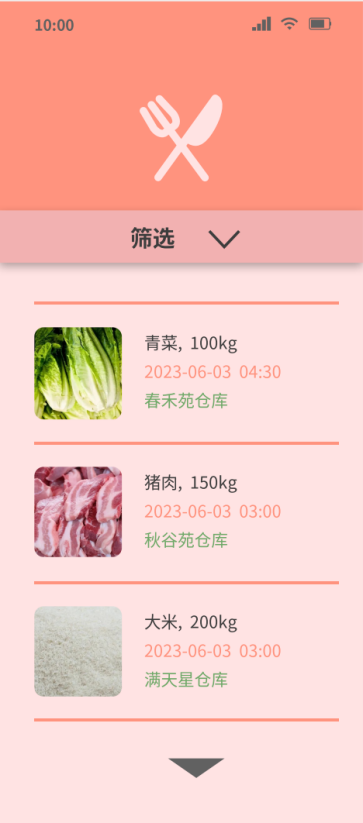 10:00
筛选
青菜, 100kg
2023-06-03 04:30
春禾苑仓库
猪肉, 150kg
2023-06-03 03:00
秋谷苑仓库
大米, 200kg
2023-06-03 03:00
满天星仓库